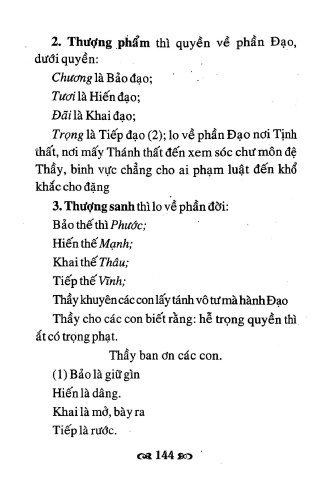 2. Thượng phẩm thì quyền về phần Đạo,
dưới quyền:
Chương là Bảo đạo;
Tươi là Hiến đạo;
Đãi là Khai đạo;
Trọng là Tiếp đạo (2); lo về phần Đạo nơi Tịnh
thất, nơi mấy Thánh thất đến xem sóc chư môn đệ
Thầy, binh vực chẳng cho ai phạm luật đến khổ
khắc cho đặng
3. Thượng sanh thì lo về phần đời:
Bảo thế thì Phước;
Hiến thế Mạnh;
Khai thế Thâu;
Tiếp thế Vĩnh;
Thầy khuyên các con lấy tánh vô tư mà hành Đạo
Thầy cho các con biết rằng: hễ trọng quyền thì
ắt có trọng phạt.
Thầy ban ơn các con.
(1) Bảo là giữ gìn
Hiến là dâng.
Khai là mở, bày ra
Tiếp là rước.
144